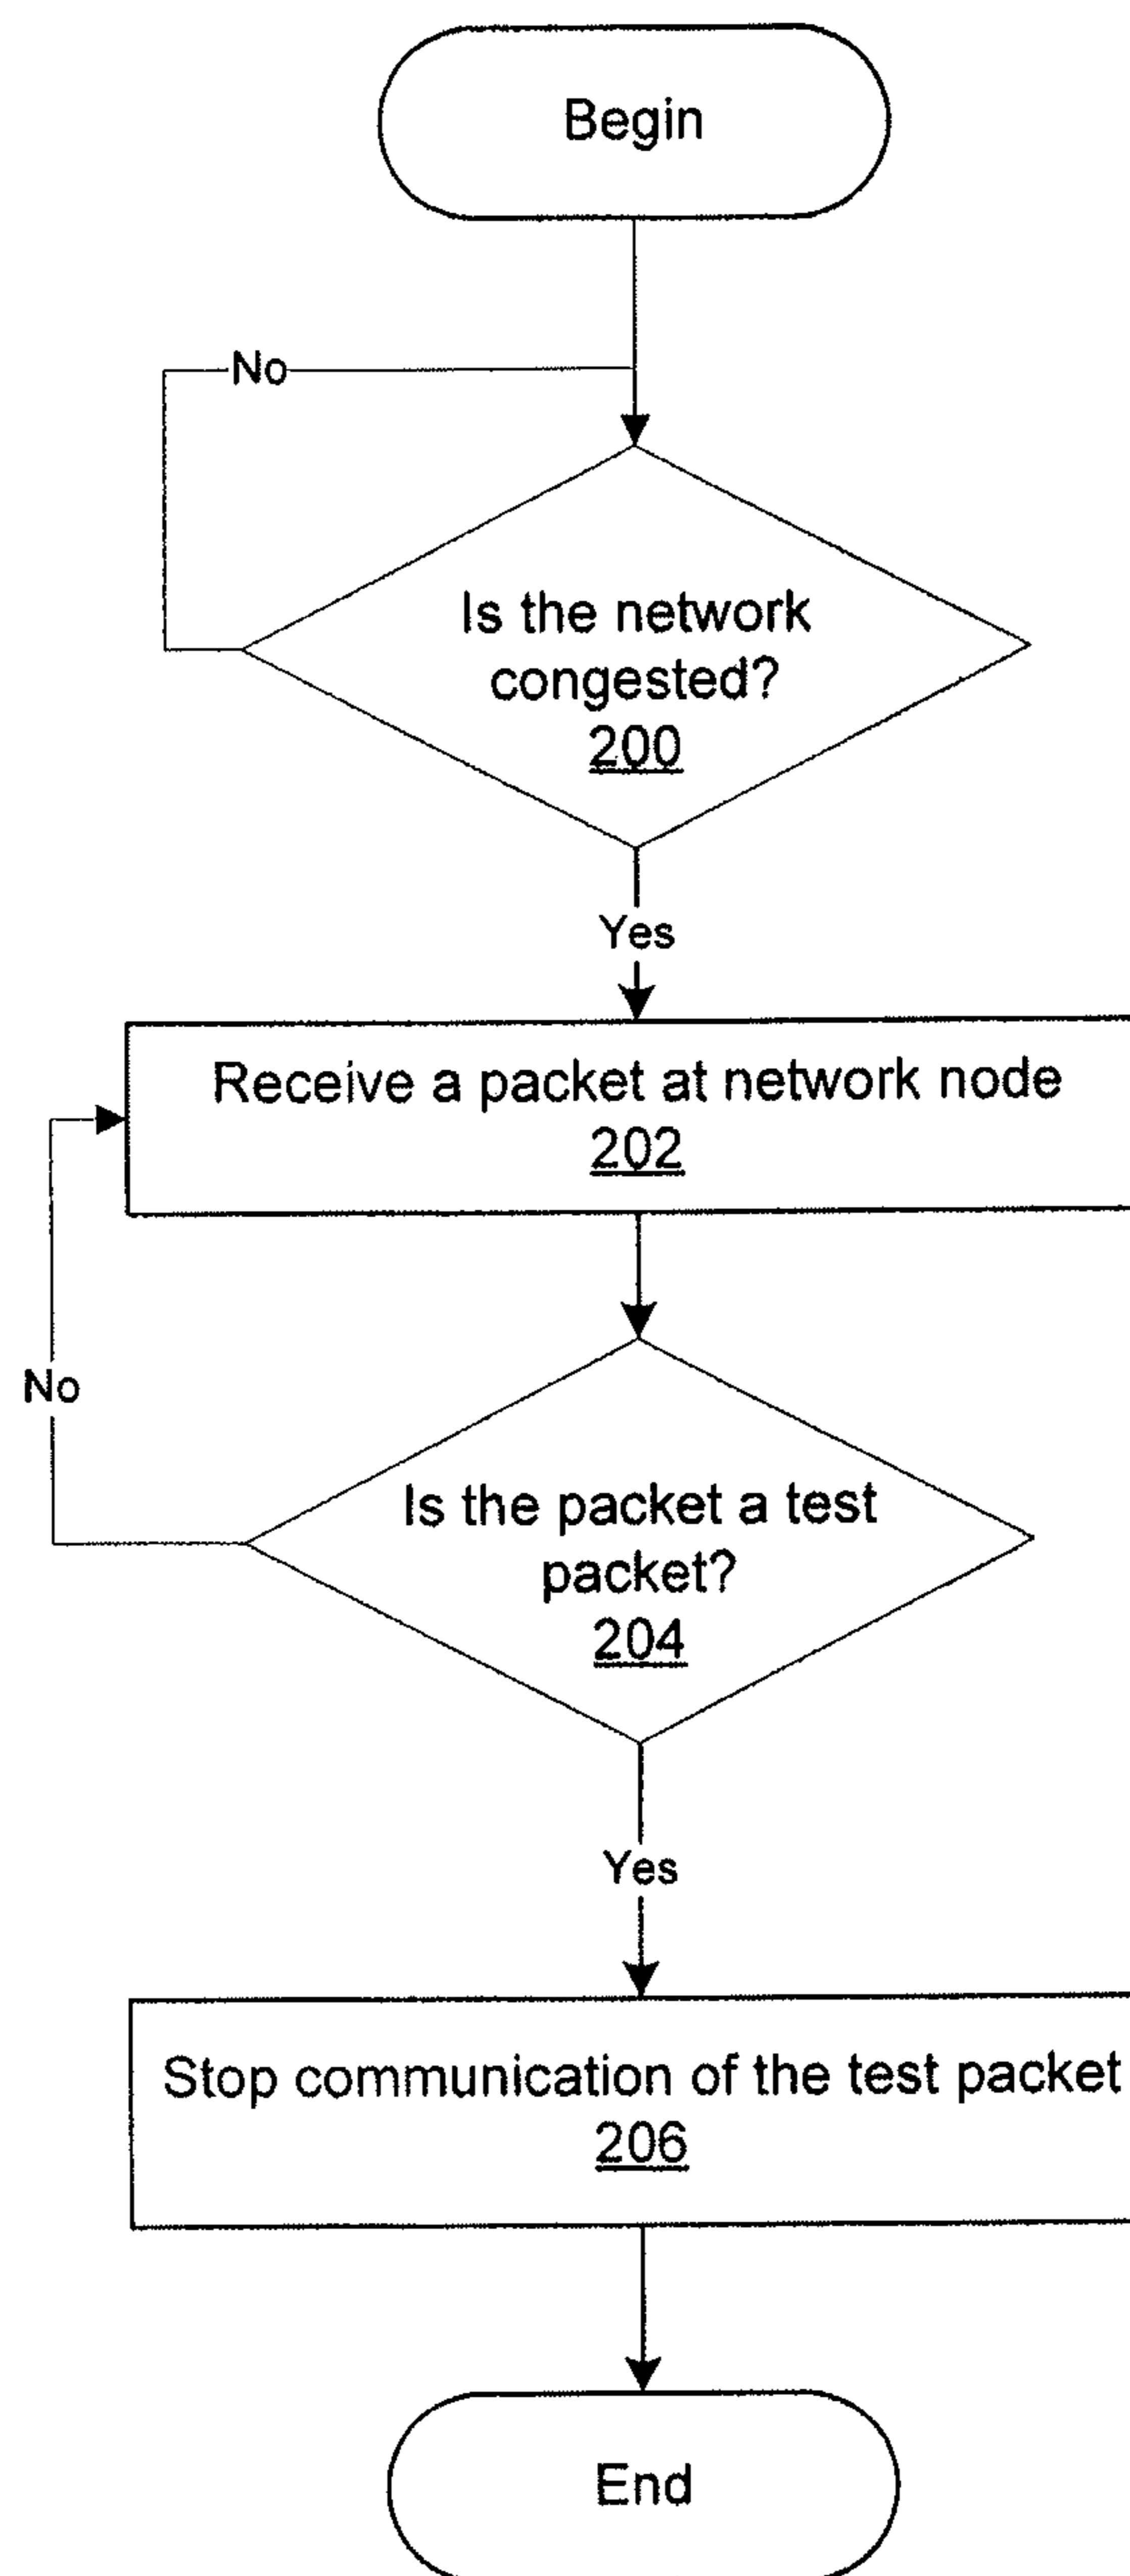 Begin
No
Is the network
congested?
200
Yes
Receive a packet at network node
202
No
Is the packet a test
packet?
204
Yes
Stop communication of the test packet
206
End